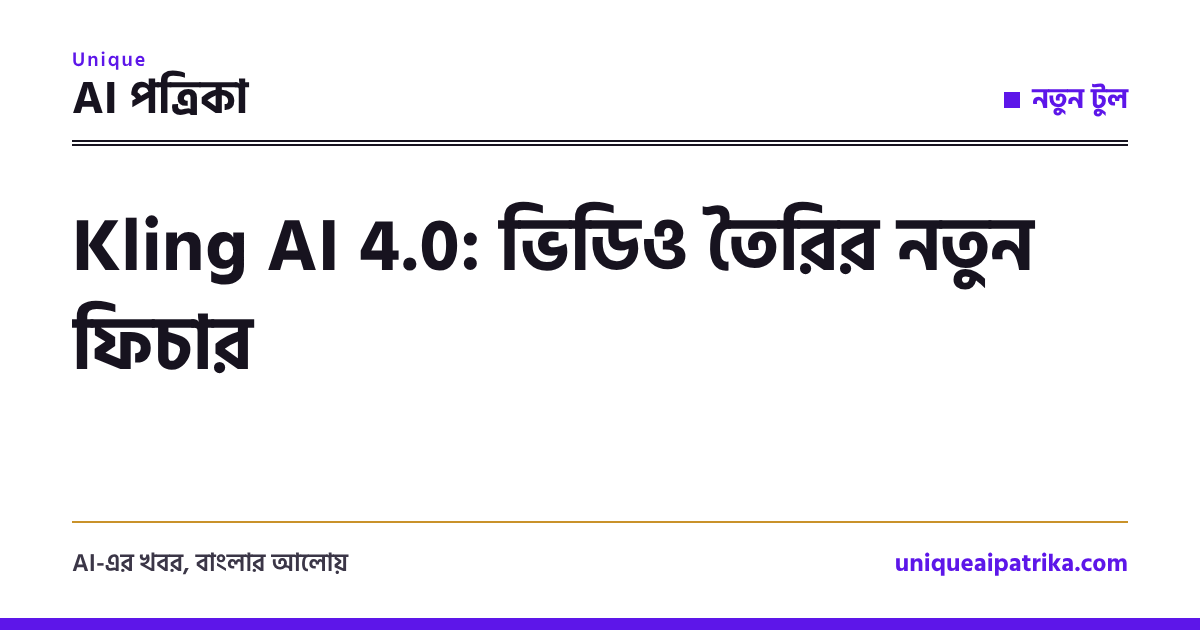 Unique
AI পত্রিকা
নতুন টুল
Kling AI 4.0: ভিডিও তৈরির নতুন
ফিচার
AI-এর খবর, বাংলার আলোয়
uniqueaipatrika.com